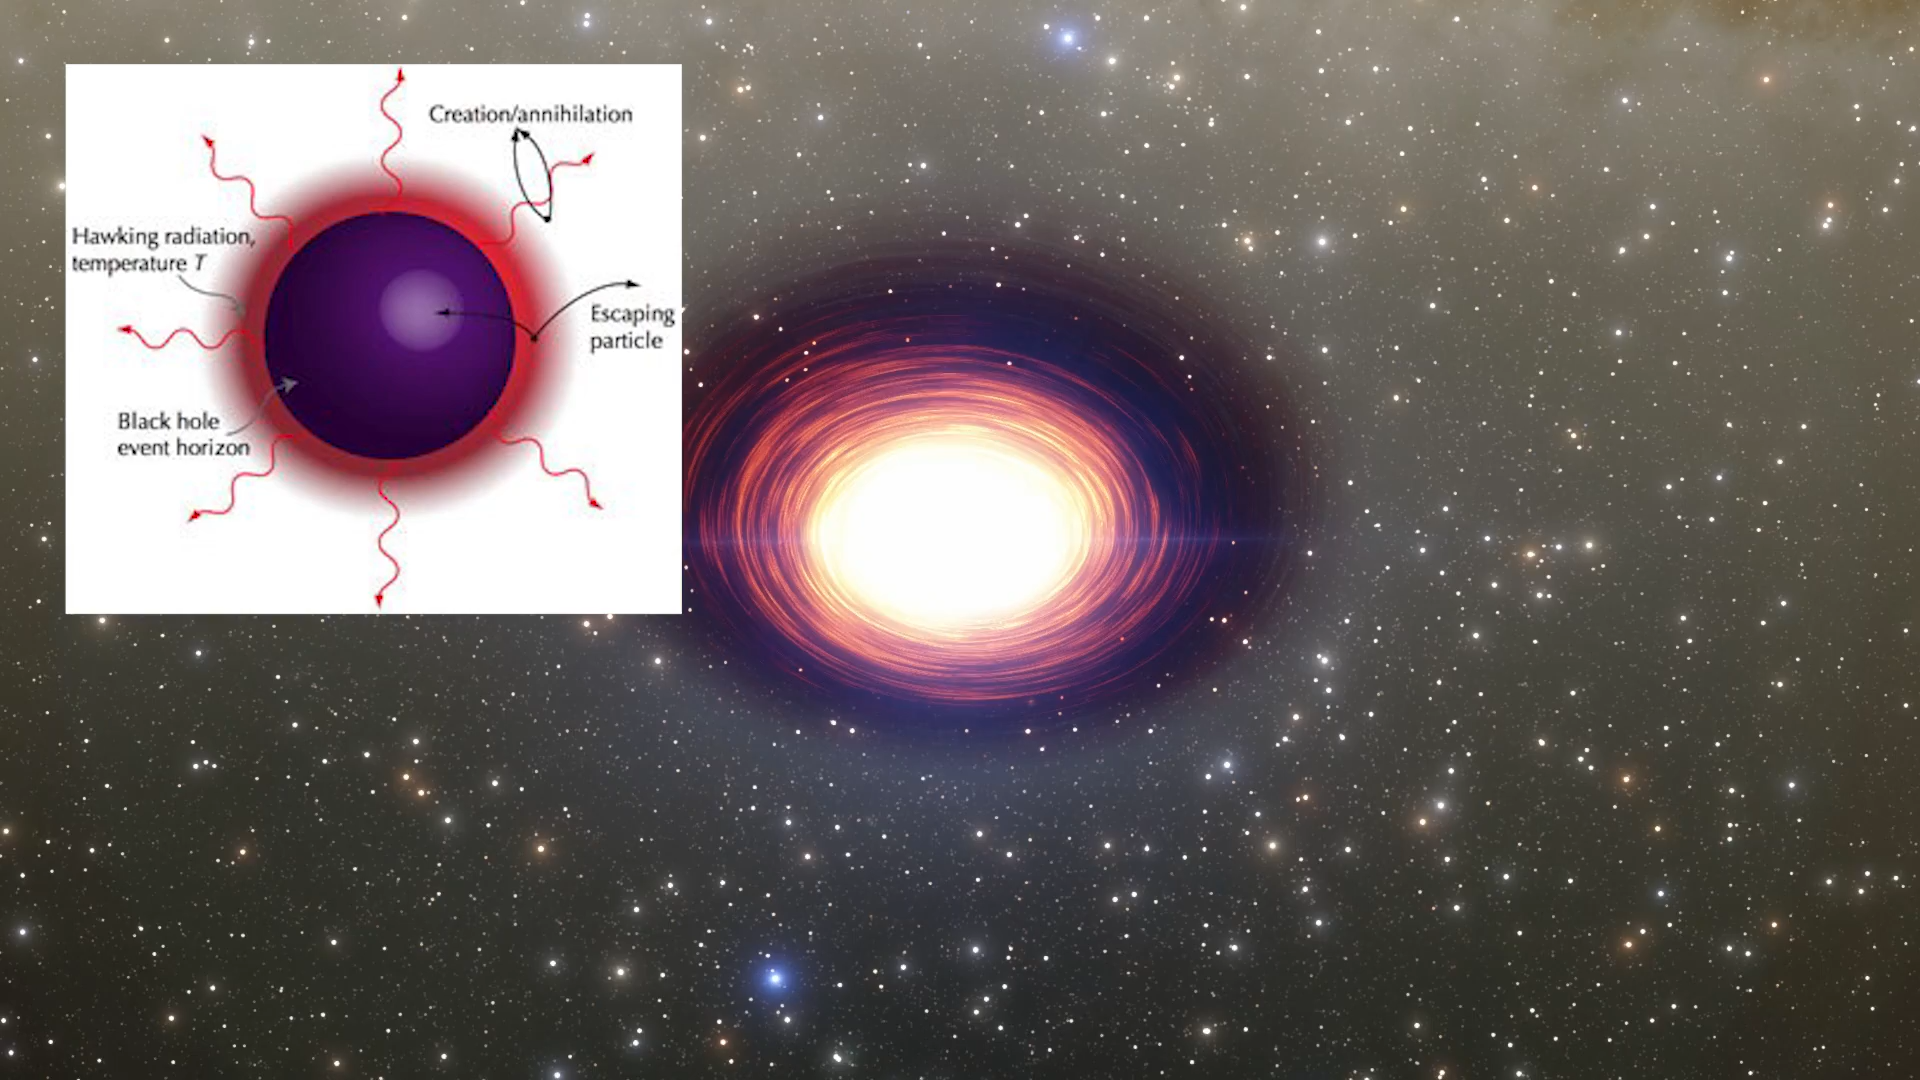 Creation/annihilation
Hawking radiation,
temperature T
Escaping
particle
Black hole
event horizon